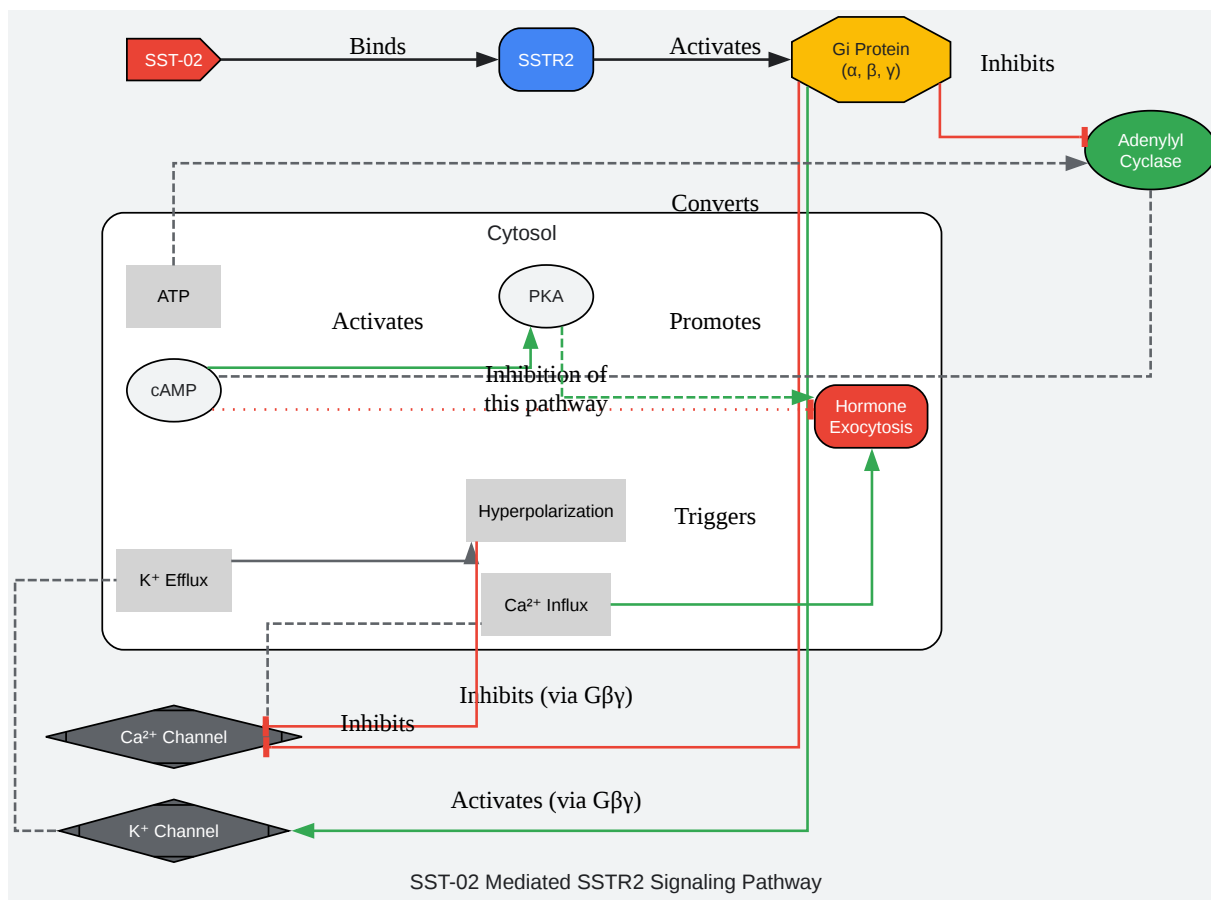 SST-02
Binds
SSTR2
Activates
Gi Protein
(α, β, γ)
Inhibits
Adenylyl
Cyclase
Converts
Cytosol
ATP
PKA
Activates
Promotes
cAMP
Inhibition of
this pathway
Hormone
Exocytosis
Hyperpolarization
Triggers
K⁺ Efflux
Ca²⁺ Influx
Inhibits (via Gβγ)
Inhibits
Ca²⁺ Channel
Activates (via Gβγ)
K⁺ Channel
SST-02 Mediated SSTR2 Signaling Pathway